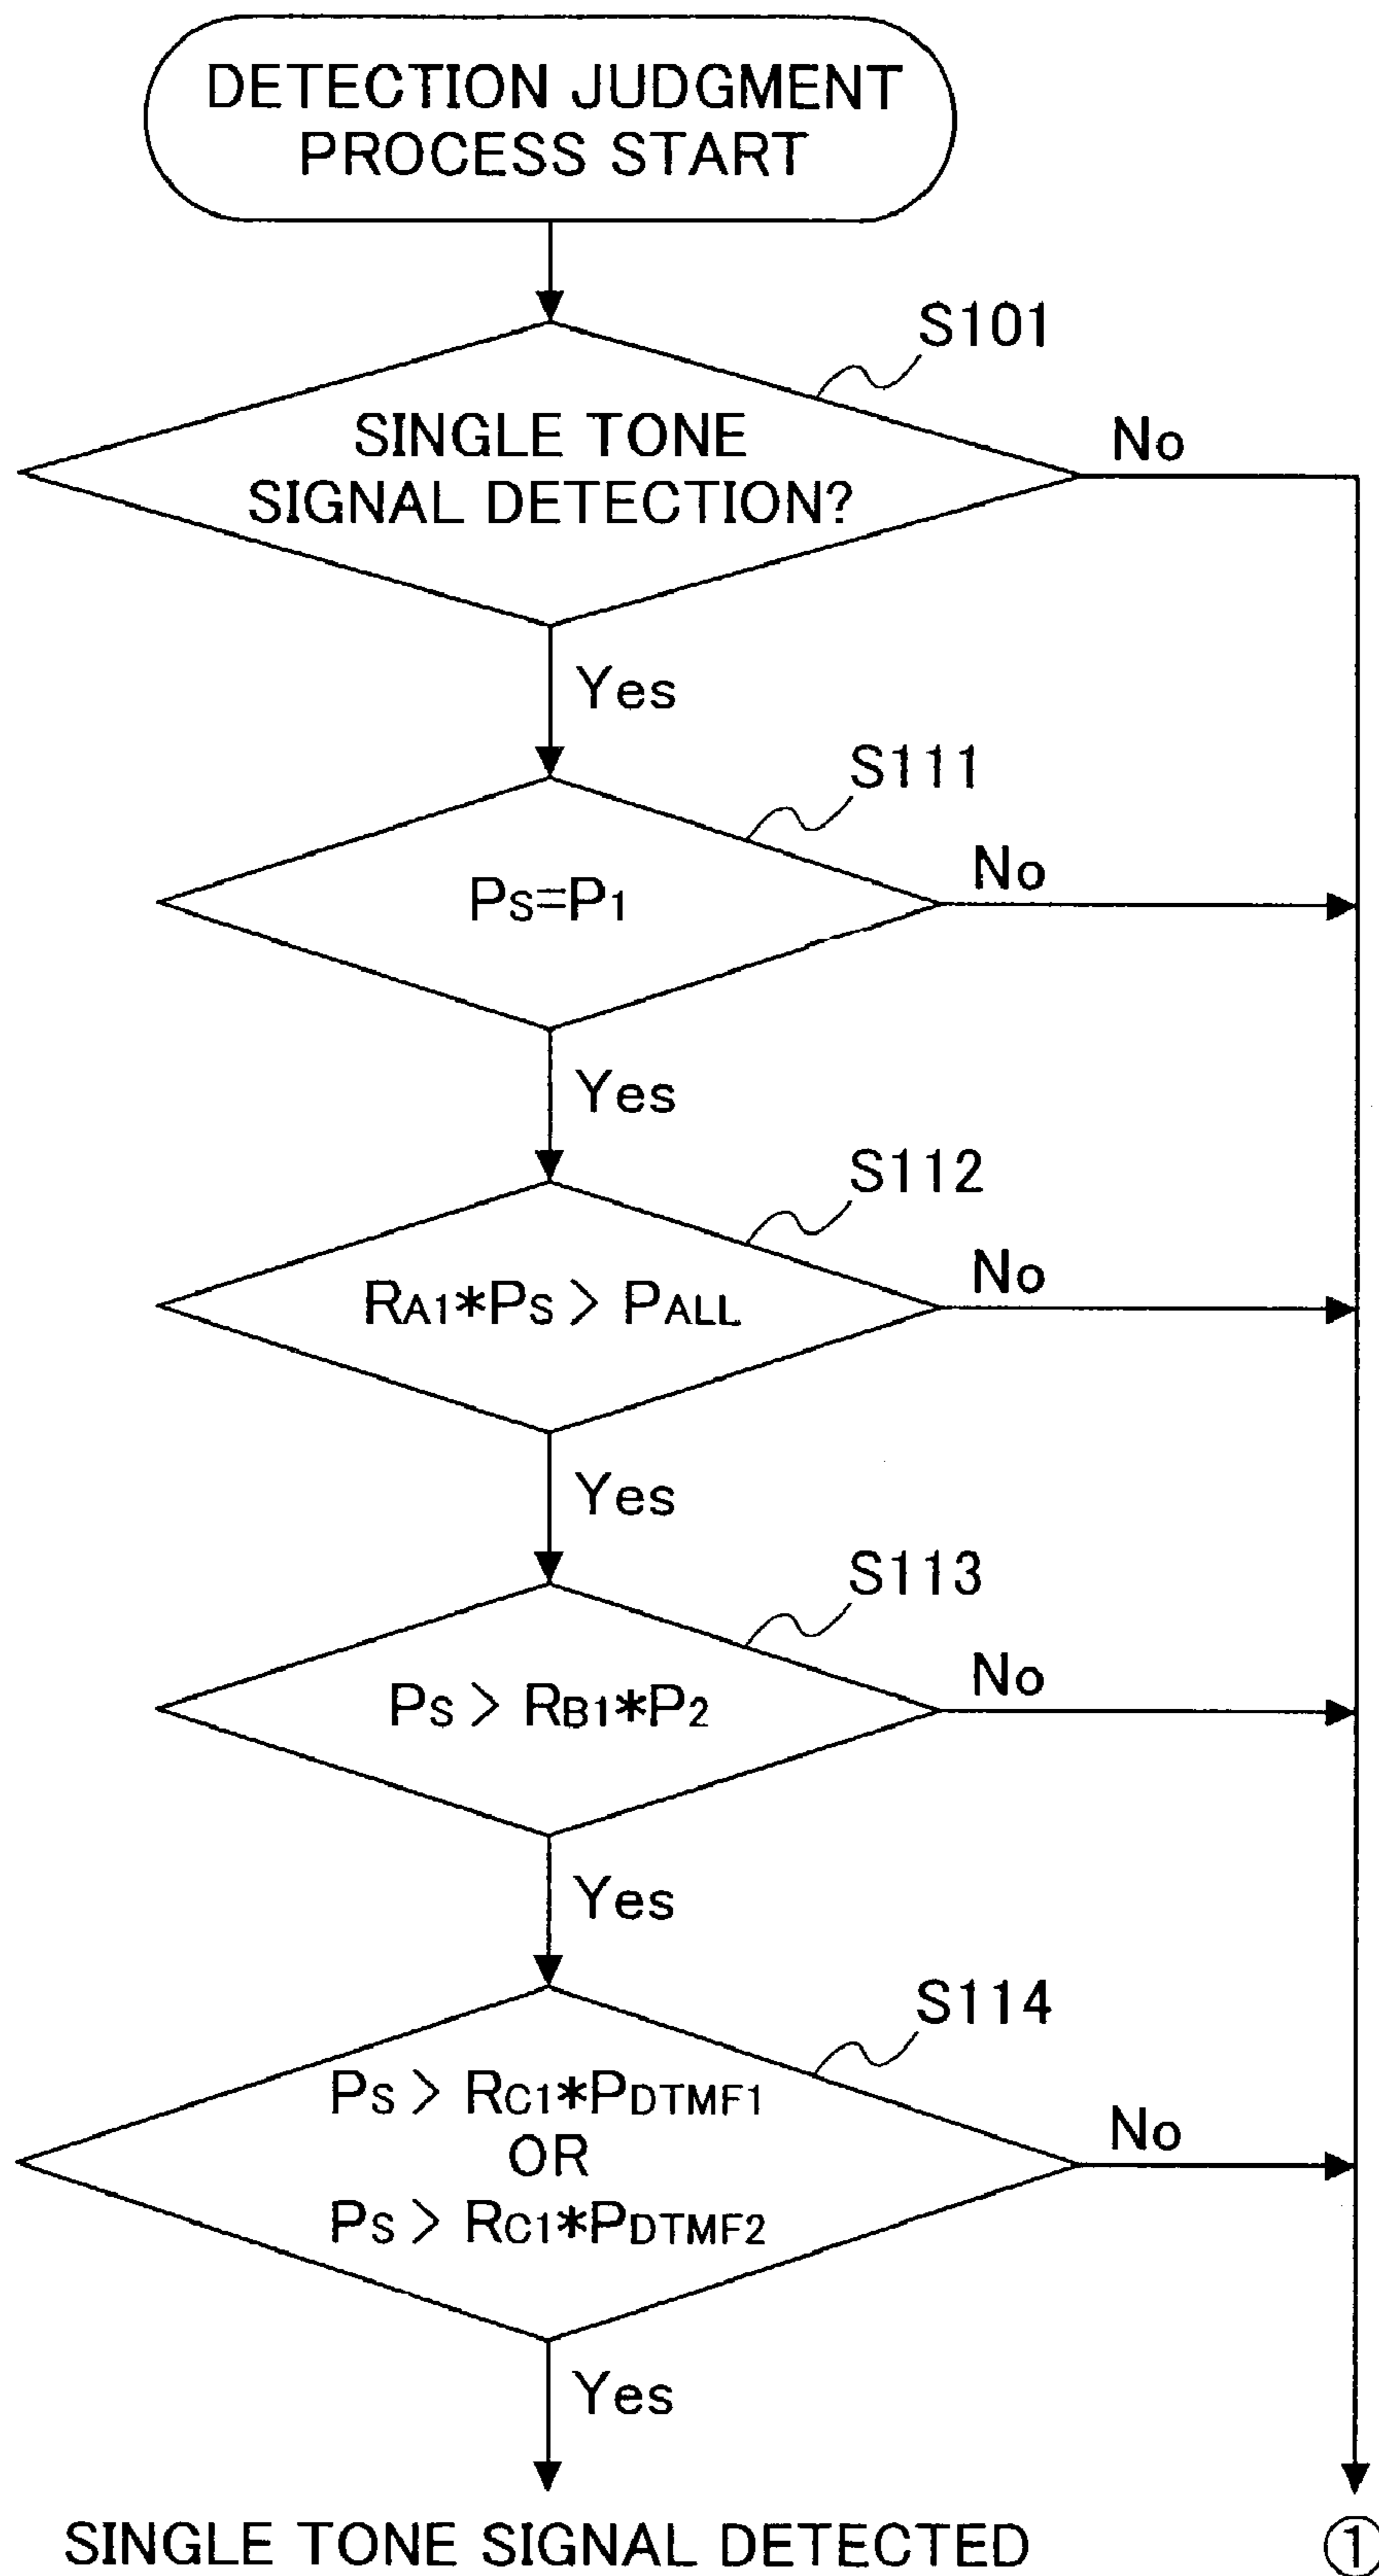 DETECTION JUDGMENT
PROCESS START
S101
SINGLE TONE
SIGNAL DETECTION?
No
Yes
S111
PS=P1
No
Yes
S112
RA1*PS > PALL
No
Yes
S113
PS > RB1*P2
No
Yes
S114
PS > RC1*PDTMF1
OR
PS > RC1*PDTMF2
No
Yes
SINGLE TONE SIGNAL DETECTED
①